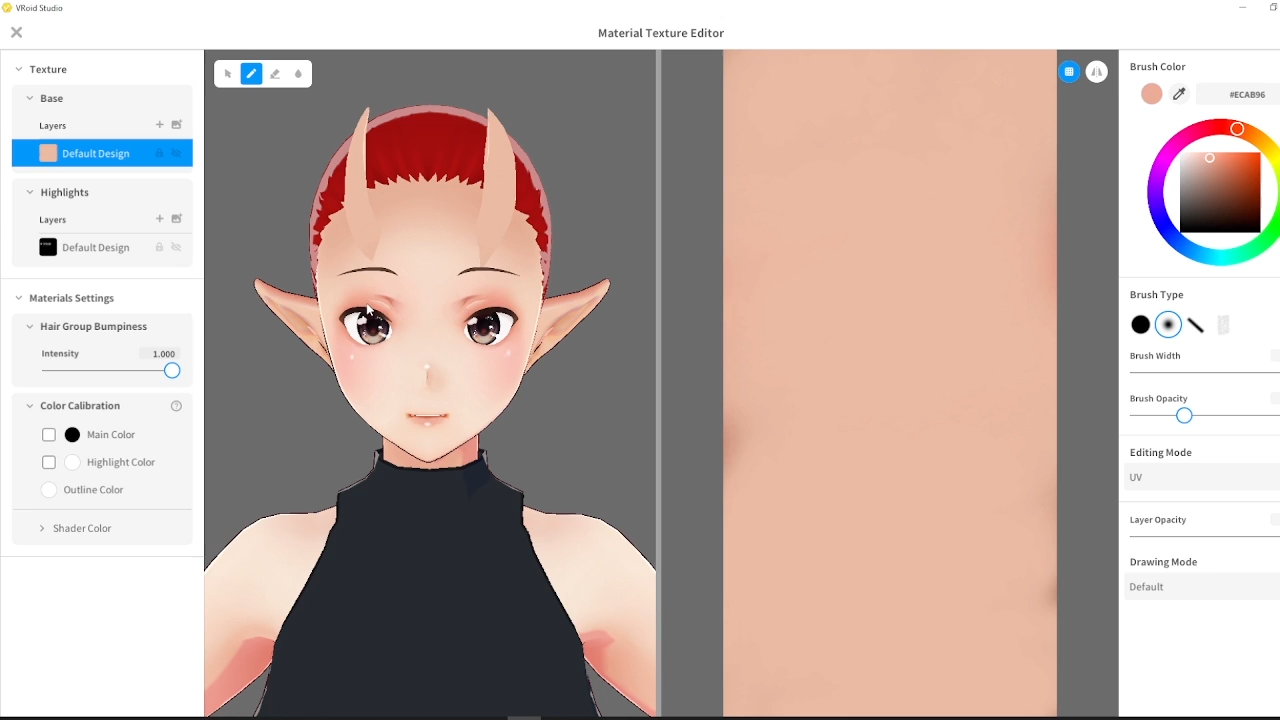 VRoid Studio
Material Texture Editor
Texture
Base
Layers
Default Design
Highlights
Layers
Default Design
Materials Settings
Hair Group Bumpiness
Intensity 1.000
Color Calibration
Main Color
Highlight Color
Outline Color
Shader Color
Brush Color
#ECAB96
Brush Type
Brush Width
Brush Opacity
Editing Mode
UV
Layer Opacity
Drawing Mode
Default